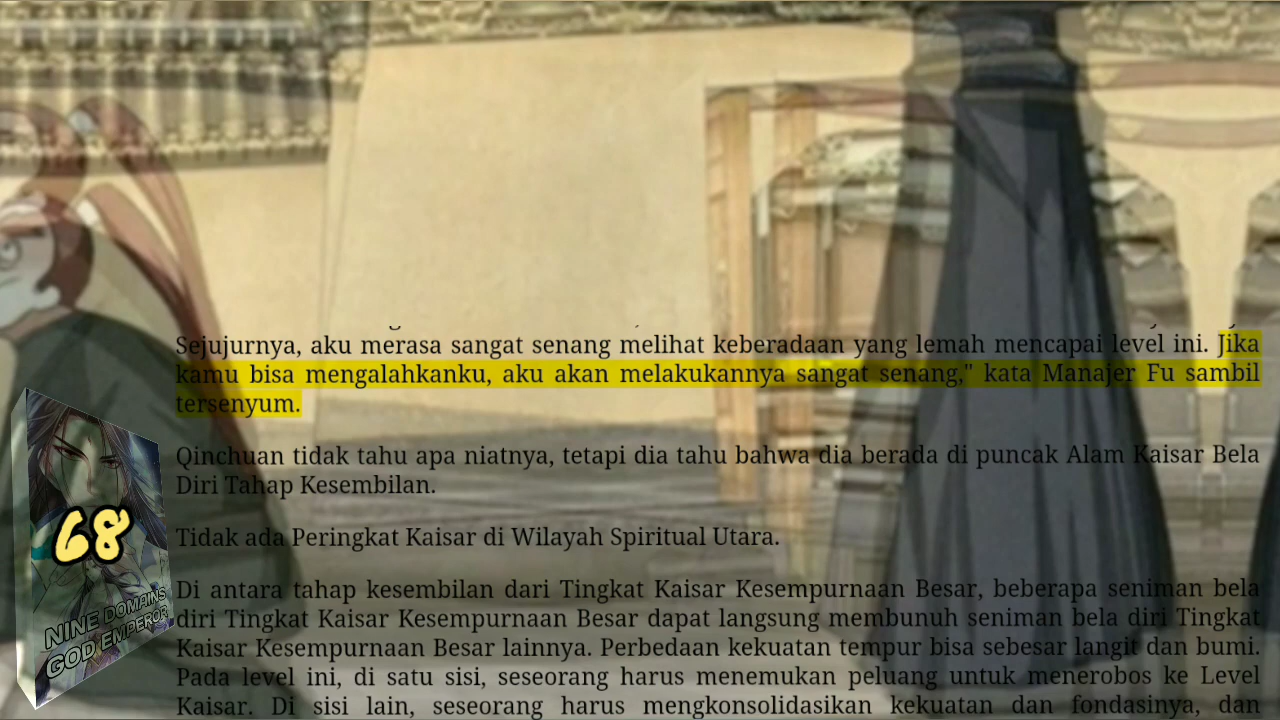 Sejujurnya, aku merasa sangat senang melihat keberadaan yang lemah mencapai level ini. Jika
kamu bisa mengalahkanku, aku akan melakukannya sangat senang," kata Manajer Fu sambil
tersenyum.
Qinchuan tidak tahu apa niatnya, tetapi dia tahu bahwa dia berada di puncak Alam Kaisar Bela
Diri Tahap Kesembilan.
Tidak ada Peringkat Kaisar di Wilayah Spiritual Utara.
Di antara tahap kesembilan dari Tingkat Kaisar Kesempurnaan Besar, beberapa seniman bela
diri Tingkat Kaisar Kesempurnaan Besar dapat langsung membunuh seniman bela diri Tingkat
Kaisar Kesempurnaan Besar lainnya. Perbedaan kekuatan tempur bisa sebesar langit dan bumi.
Pada level ini, di satu sisi, seseorang harus menemukan peluang untuk menerobos ke Level
Kaisar. Di sisi lain, seseorang harus mengkonsolidasikan kekuatan dan fondasinya, dan
68
NINE DOMAINS
GOD EMPEROR